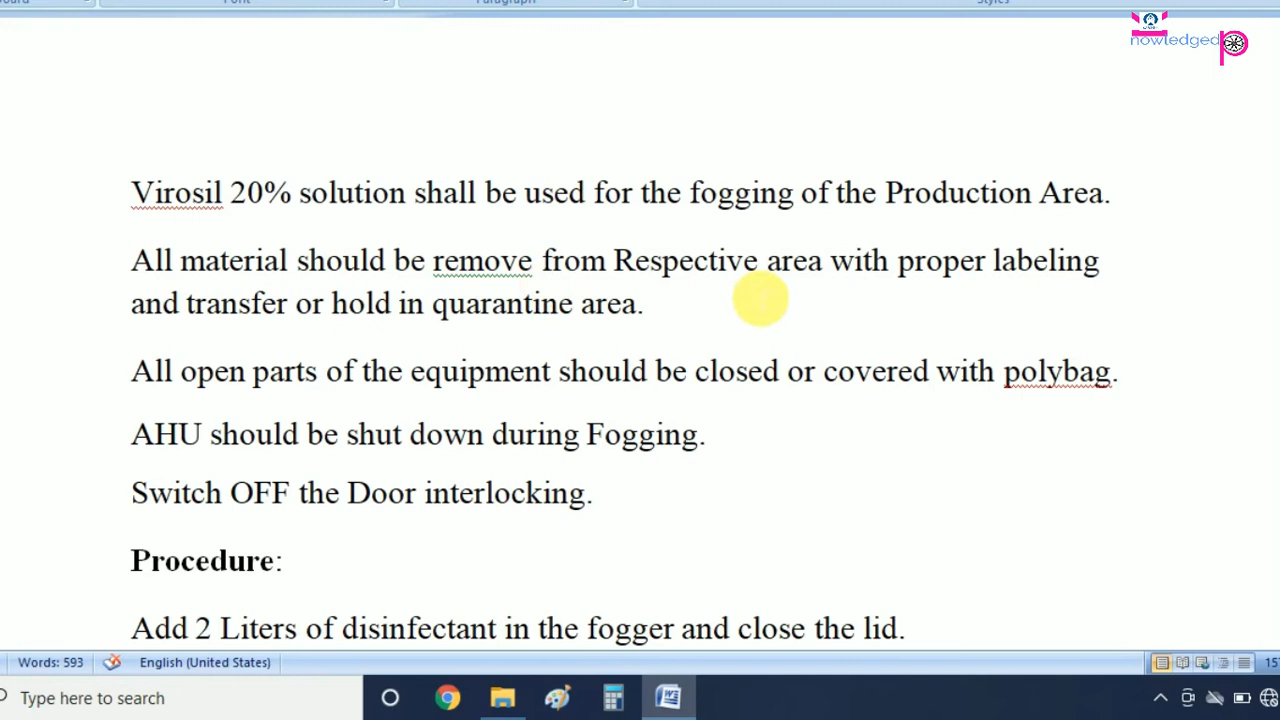 Font
Paragraph
Styles
nowledged
p
Virosil 20% solution shall be used for the fogging of the Production Area.
All material should be remove from Respective area with proper labeling
and transfer or hold in quarantine area.
All open parts of the equipment should be closed or covered with polybag.
AHU should be shut down during Fogging.
Switch OFF the Door interlocking.
Procedure:
Add 2 Liters of disinfectant in the fogger and close the lid.
Words: 593 English (United States)
Type here to search